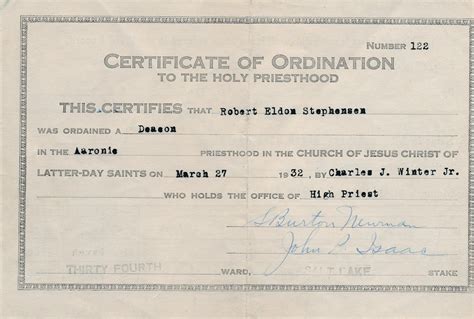 NUMBER 122
CERTIFICATE OF ORDINATION
TO THE HOLY PRIESTHOOD
THIS CERTIFIES THAT Robert Eldon Stephensen
WAS ORDAINED A Deacon
IN THE Aaronic PRIESTHOOD IN THE CHURCH OF JESUS CHRIST OF
LATTER-DAY SAINTS ON March 27 1932, BY Charles J. Winter Jr.
WHO HOLDS THE OFFICE OF High Priest
S Burton Newman
John P Isaac
THIRTY FOURTH WARD, SALT LAKE STAKE